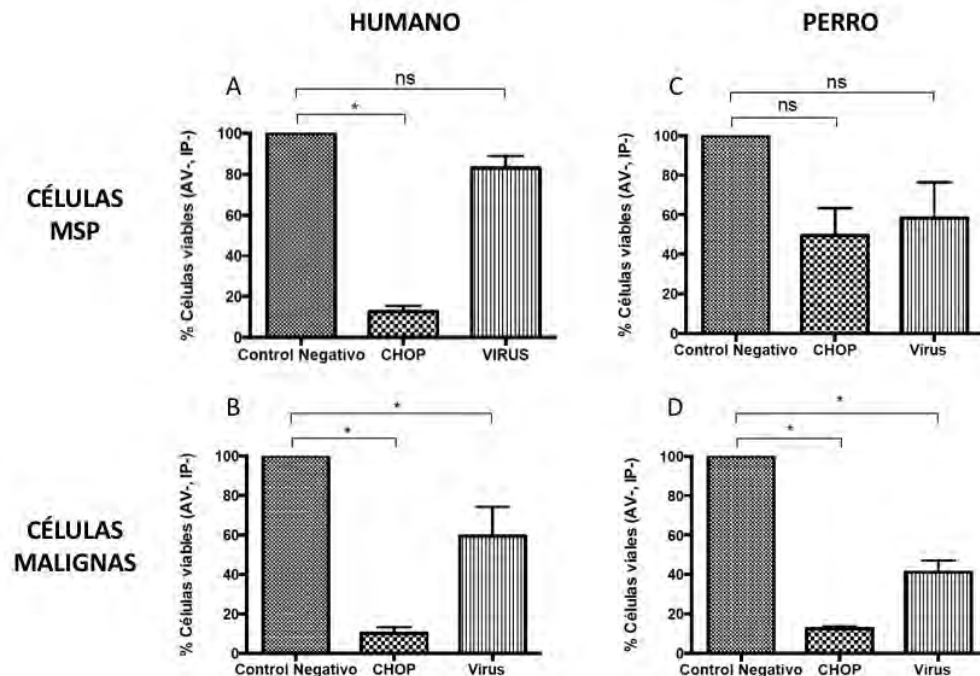 HUMANO
PERRO
CÉLULAS
MSP
CÉLULAS
MALIGNAS
A
ns
*
% Células viables (AV-, IP-)
100
80
60
40
20
0
Control Negativo CHOP VIRUS
C
ns
ns
% Células viables (AV-, IP-)
100
80
60
40
20
0
Control Negativo CHOP Virus
B
*
*
% Células viables (AV-, IP-)
100
80
60
40
20
0
Control Negativo CHOP Virus
D
*
*
% Células viales (AV-, IP-)
100
80
60
40
20
0
Control Negativo CHOP Virus